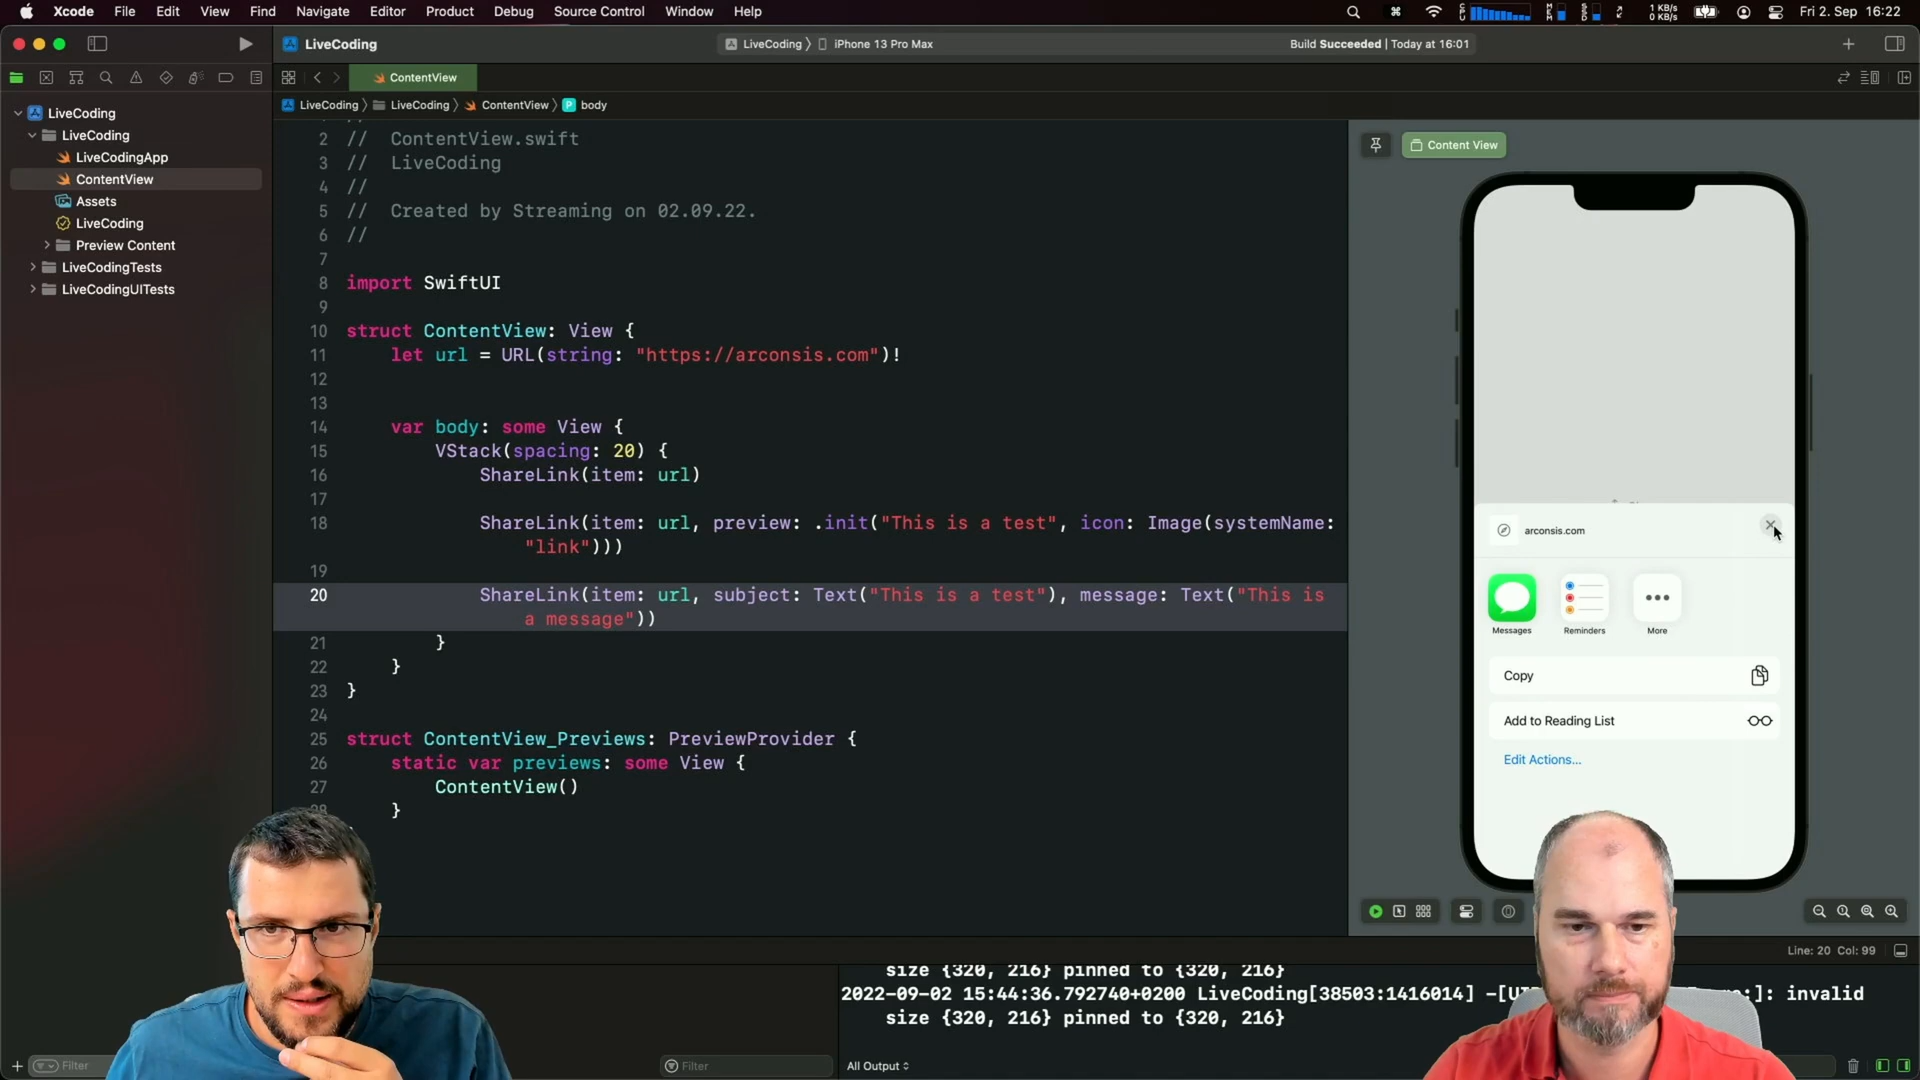 Xcode File Edit View Find Navigate Editor Product Debug Source Control Window Help
1 KB/s
0 KB/s
Fri 2. Sep 16:22
LiveCoding
LiveCoding 〉 iPhone 13 Pro Max
Build Succeeded | Today at 16:01
ContentView
LiveCoding 〉 LiveCoding 〉 ContentView 〉 P body
LiveCoding
LiveCoding
LiveCodingApp
ContentView
Assets
LiveCoding
Preview Content
LiveCodingTests
LiveCodingUITests
2 // ContentView.swift
3 // LiveCoding
4 //
5 // Created by Streaming on 02.09.22.
6 //
7
8 import SwiftUI
9
10 struct ContentView: View {
11 let url = URL(string: "https://arconsis.com")!
12
13
14 var body: some View {
15 VStack(spacing: 20) {
16 ShareLink(item: url)
17
18 ShareLink(item: url, preview: .init("This is a test", icon: Image(systemName:
"link")))
19
20 ShareLink(item: url, subject: Text("This is a test"), message: Text("This is
a message"))
21 }
22 }
23 }
24
25 struct ContentView_Previews: PreviewProvider {
26 static var previews: some View {
27 ContentView()
28 }
Content View
arconsis.com
Messages
Reminders
More
Copy
Add to Reading List
Edit Actions...
Line: 20 Col: 99
size {320, 216} pinned to {320, 216}
2022-09-02 15:44:36.792740+0200 LiveCoding[38503:1416014] -[UI
:]: invalid
size {320, 216} pinned to {320, 216}
Filter
Filter
All Output